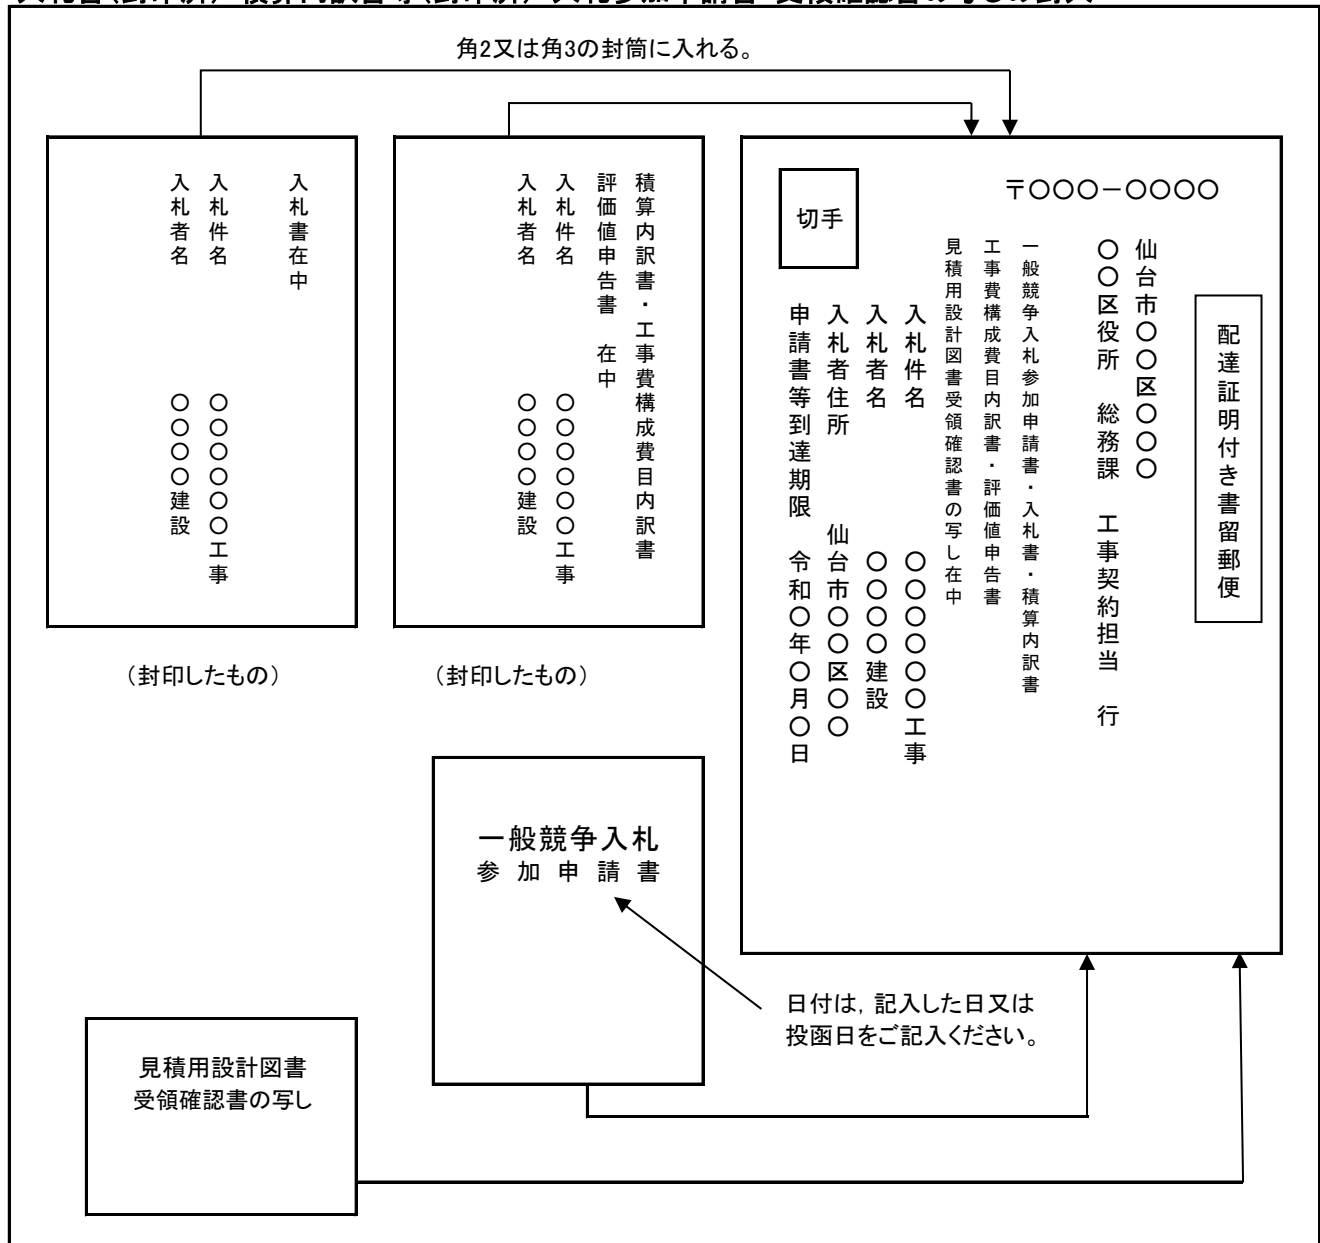 角2又は角3の封筒に入れる。
入札書在中
入札件名 〇〇〇〇〇〇工事
入札者名 〇〇〇〇建設
(封印したもの)
積算内訳書・工事費構成費目内訳書
評価値申告書 在中
入札件名 〇〇〇〇〇〇工事
入札者名 〇〇〇〇建設
(封印したもの)
切手
〒〇〇〇－〇〇〇〇
配達証明付き書留郵便
仙台市〇〇区〇〇〇
〇〇区役所 総務課 工事契約担当 行
一般競争入札参加申請書・入札書・積算内訳書
工事費構成費目内訳書・評価値申告書
見積用設計図書受領確認書の写し在中
入札件名 〇〇〇〇〇〇工事
入札者名 〇〇〇〇建設
入札者住所 仙台市〇〇区〇〇
申請書等到達期限 令和〇年〇月〇日
一般競争入札
参加申請書
日付は，記入した日又は
投函日をご記入ください。
見積用設計図書
受領確認書の写し